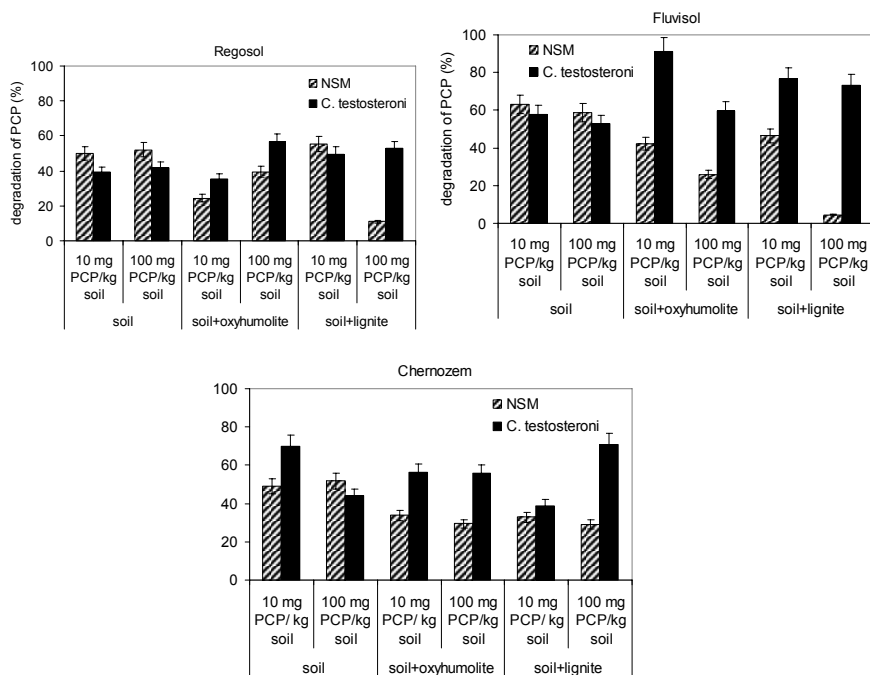 Regosol
degradation of PCP (%)
100
80
60
40
20
0
NSM
C. testosteroni
10 mg 100 mg 10 mg 100 mg 10 mg 100 mg
PCP/kg PCP/kg PCP/kg PCP/kg PCP/kg PCP/kg
soil soil soil soil soil soil
soil soil+oxyhumolite soil+lignite
Fluvisol
degradation of PCP (%)
100
80
60
40
20
0
NSM
C. testosteroni
10 mg 100 mg 10 mg 100 mg 10 mg 100 mg
PCP/kg PCP/kg PCP/kg PCP/kg PCP/kg PCP/kg
soil soil soil soil soil soil
soil soil+oxyhumolite soil+lignite
Chernozem
100
80
60
40
20
0
NSM
C. testosteroni
10 mg 100 mg 10 mg 100 mg 10 mg 100 mg
PCP/ kg PCP/kg PCP/ kg PCP/kg PCP/ kg PCP/kg
soil soil soil soil soil soil
soil soil+oxyhumolite soil+lignite